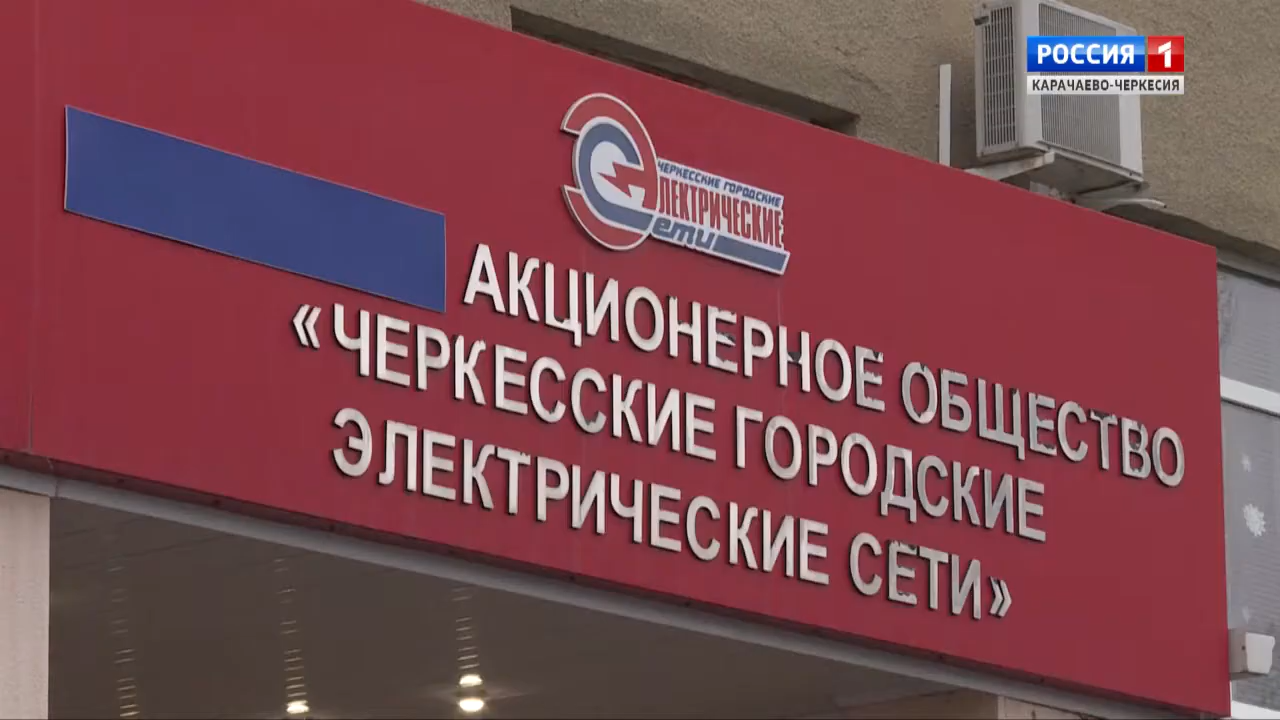 РОССИЯ 1
КАРАЧАЕВО-ЧЕРКЕСИЯ
ЧЕРКЕССКИЕ ГОРОДСКИЕ
ЭЛЕКТРИЧЕСКИЕ
Сети
АКЦИОНЕРНОЕ ОБЩЕСТВО
«ЧЕРКЕССКИЕ ГОРОДСКИЕ
ЭЛЕКТРИЧЕСКИЕ СЕТИ»